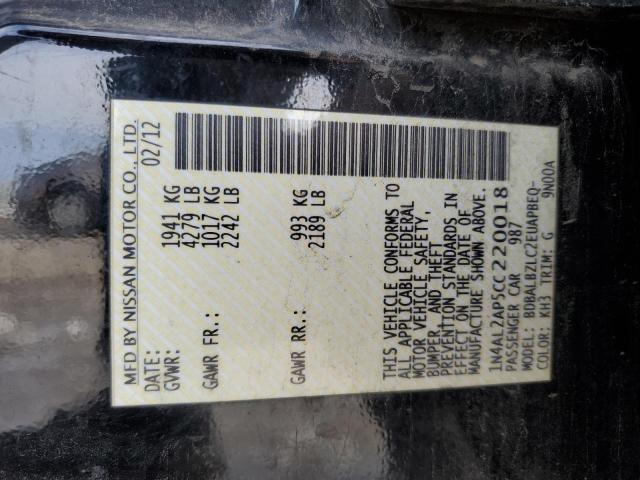 MFD BY NISSAN MOTOR CO., LTD.
DATE: 02/12
GVWR: 1941 KG
4279 LB
GAWR FR.: 1017 KG
2242 LB
GAWR RR.: 993 KG
2189 LB
THIS VEHICLE CONFORMS TO
ALL APPLICABLE FEDERAL
MOTOR VEHICLE SAFETY,
BUMPER AND THEFT
PREVENTION STANDARDS IN
EFFECT ON THE DATE OF
MANUFACTURE SHOWN ABOVE.
1N4AL2AP5CC220018
PASSENGER CAR 987
MODEL: BDBALBZLC2EUAPBEQ-
COLOR: KH3 TRIM: G 9N00A